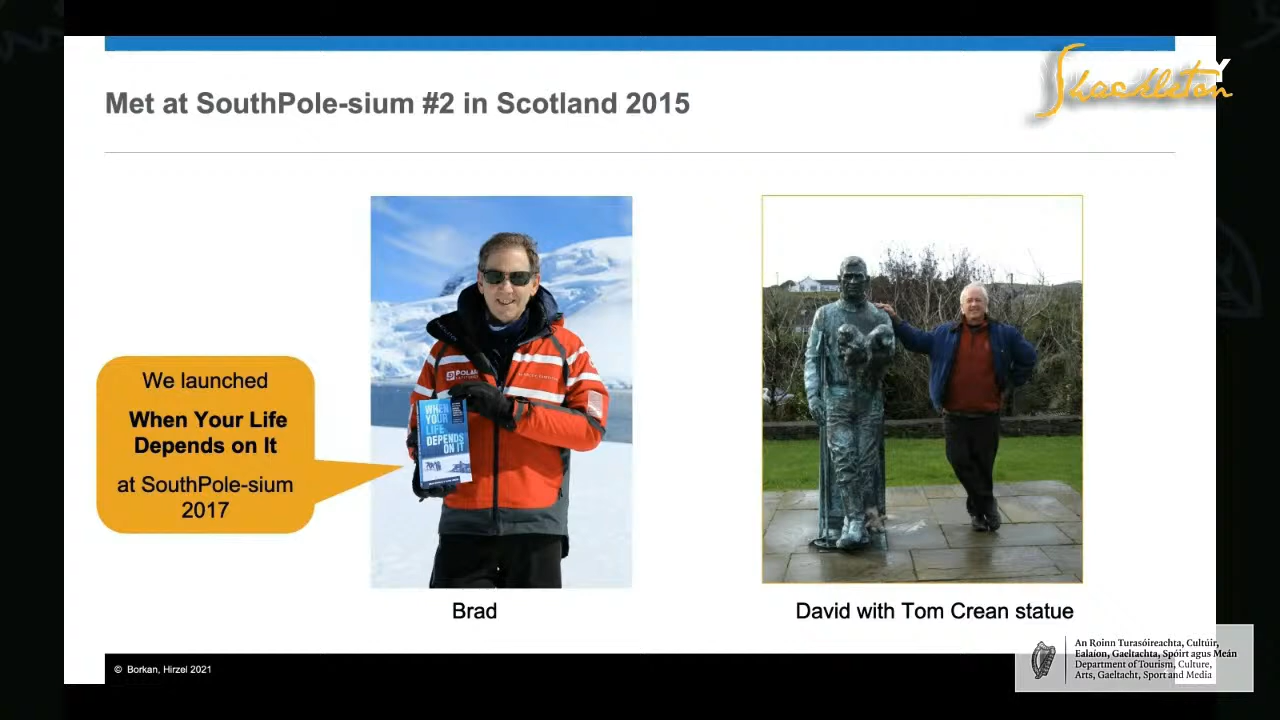 Met at SouthPole-sium #2 in Scotland 2015
Shackleton
We launched
When Your Life
Depends on It
at SouthPole-sium
2017
POLAR
WHEN
YOUR
LIFE
DEPENDS
ON IT
Brad
David with Tom Crean statue
© Borkan, Hirzel 2021
An Roinn Turasóireachta, Cultúir,
Ealaíon, Gaeltachta, Spóirt agus Meán
Department of Tourism, Culture,
Arts, Gaeltacht, Sport and Media